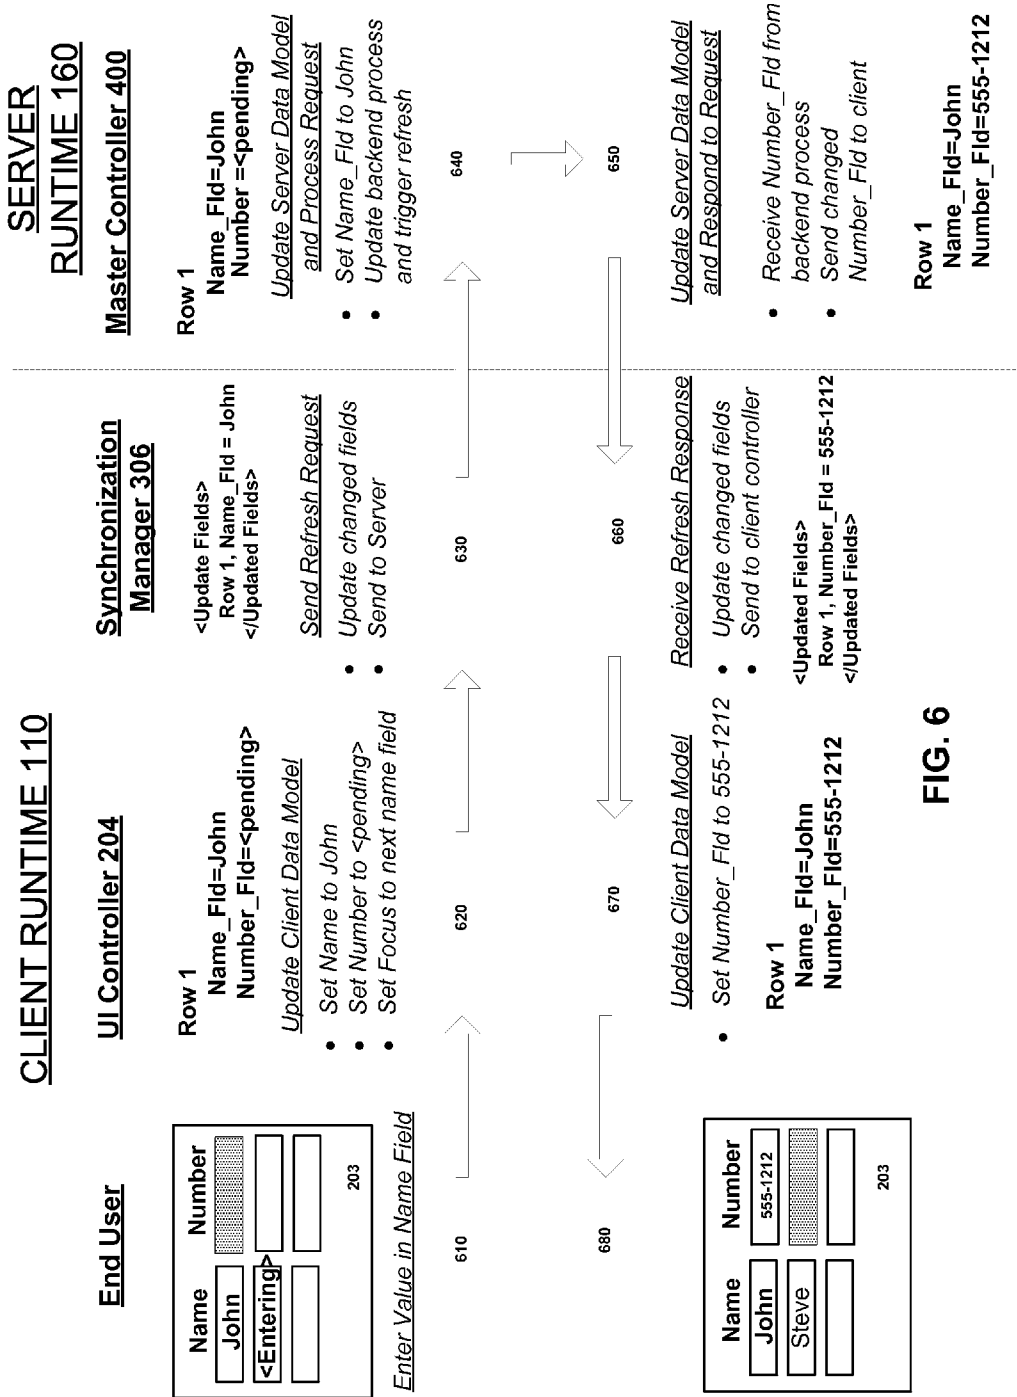 CLIENT RUNTIME 110
SERVER
RUNTIME 160
End User
UI Controller 204
Synchronization
Manager 306
Master Controller 400
Name Number
John
<Entering>
203
Enter Value in Name Field
Row 1
Name_Fld=John
Number_Fld=<pending>
Update Client Data Model
• Set Name to John
• Set Number to <pending>
• Set Focus to next name field
<Update Fields>
Row 1, Name_Fld = John
</Updated Fields>
Send Refresh Request
• Update changed fields
• Send to Server
Row 1
Name_Fld=John
Number =<pending>
Update Server Data Model
and Process Request
• Set Name_Fld to John
• Update backend process
and trigger refresh
610
620
630
640
680
670
660
650
Name Number
John 555-1212
Steve
203
Update Client Data Model
• Set Number_Fld to 555-1212
Row 1
Name_Fld=John
Number_Fld=555-1212
Receive Refresh Response
• Update changed fields
• Send to client controller
<Updated Fields>
Row 1, Number_Fld = 555-1212
</Updated Fields>
Update Server Data Model
and Respond to Request
• Receive Number_Fld from
backend process
• Send changed
Number_Fld to client
Row 1
Name_Fld=John
Number_Fld=555-1212
FIG. 6